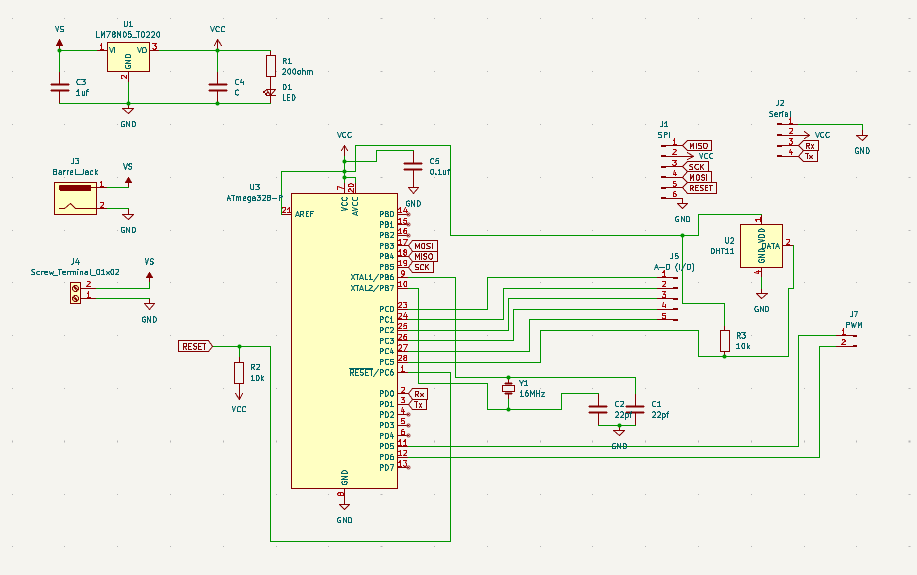 VS
U1
LM78M05_TO220
VCC
1
VI
VO
3
GND
2
C3
1uf
C4
C
R1
200ohm
D1
LED
GND
J3
Barrel_Jack
VS
1
2
GND
J4
Screw_Terminal_01x02
VS
2
1
GND
RESET
R2
10k
VCC
VCC
C5
0.1uf
GND
U3
ATmega328-P
7
20
VCC
AVCC
21
AREF
PB0
14
PB1
15
PB2
16
PB3
17
MOSI
PB4
18
MISO
PB5
19
SCK
XTAL1/PB6
9
XTAL2/PB7
10
PC0
23
PC1
24
PC2
25
PC3
26
PC4
27
PC5
28
RESET/PC6
1
PD0
2
Rx
PD1
3
Tx
PD2
4
PD3
5
PD4
6
PD5
11
PD6
12
PD7
13
GND
8
GND
Y1
16MHz
C2
22pf
C1
22pf
GND
J1
SPI
1
MISO
2
VCC
3
SCK
4
MOSI
5
RESET
6
GND
J2
Serial
1
2
VCC
3
Rx
4
Tx
GND
U2
DHT11
1
VDD
DATA
2
GND
4
GND
J5
A-D (I/O)
1
2
3
4
5
R3
10k
J7
PWM
1
2